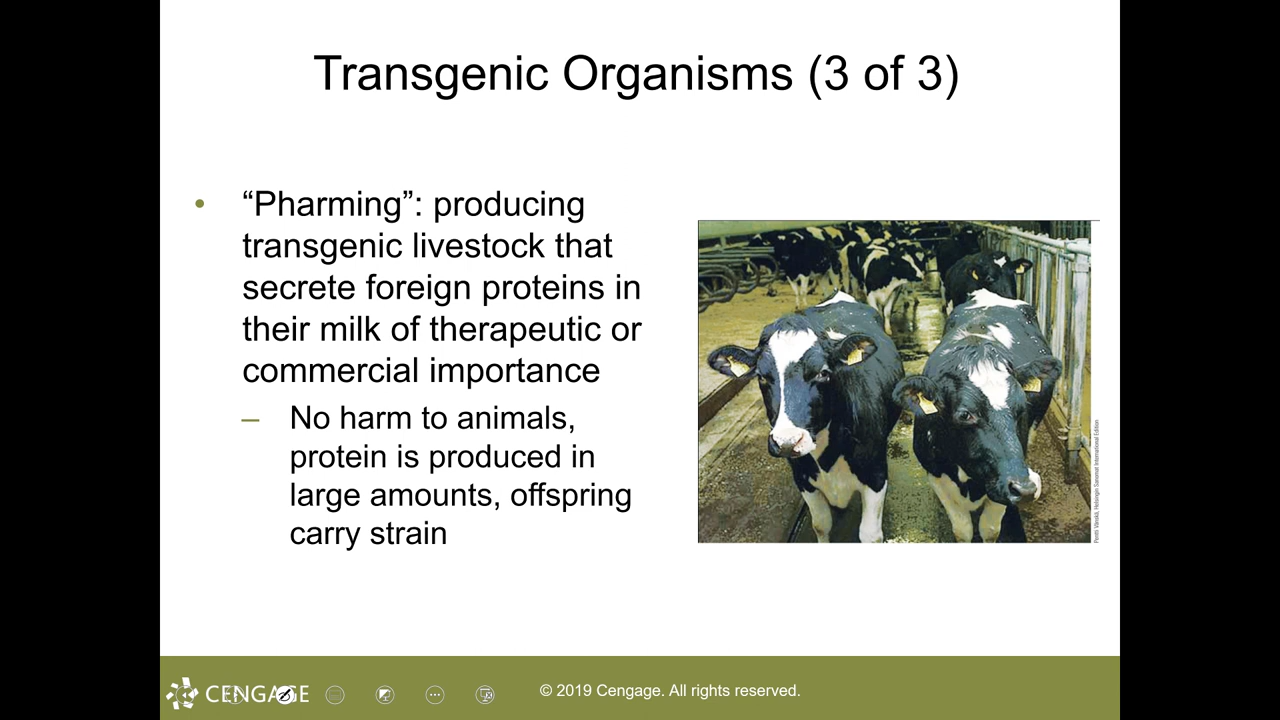 Transgenic Organisms (3 of 3)
• “Pharming”: producing
transgenic livestock that
secrete foreign proteins in
their milk of therapeutic or
commercial importance
– No harm to animals,
protein is produced in
large amounts, offspring
carry strain
CENGAGE
© 2019 Cengage. All rights reserved.